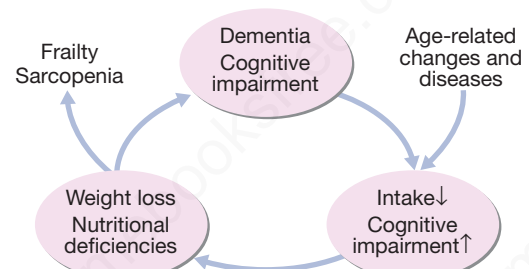 Dementia
Cognitive
impairment
Frailty
Sarcopenia
Age-related
changes and
diseases
Weight loss
Nutritional
deficiencies
Intake↓
Cognitive
impairment↑